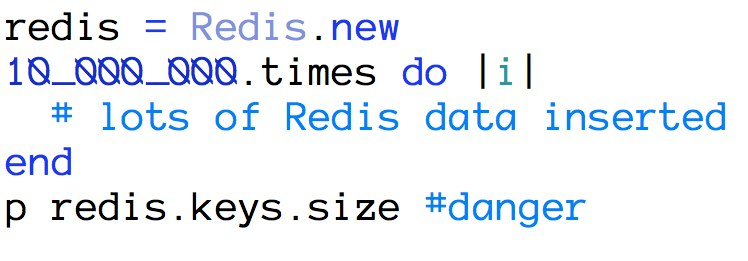 redis = Redis.new
10_000_000.times do |i|
  # lots of Redis data inserted
end
p redis.keys.size #danger